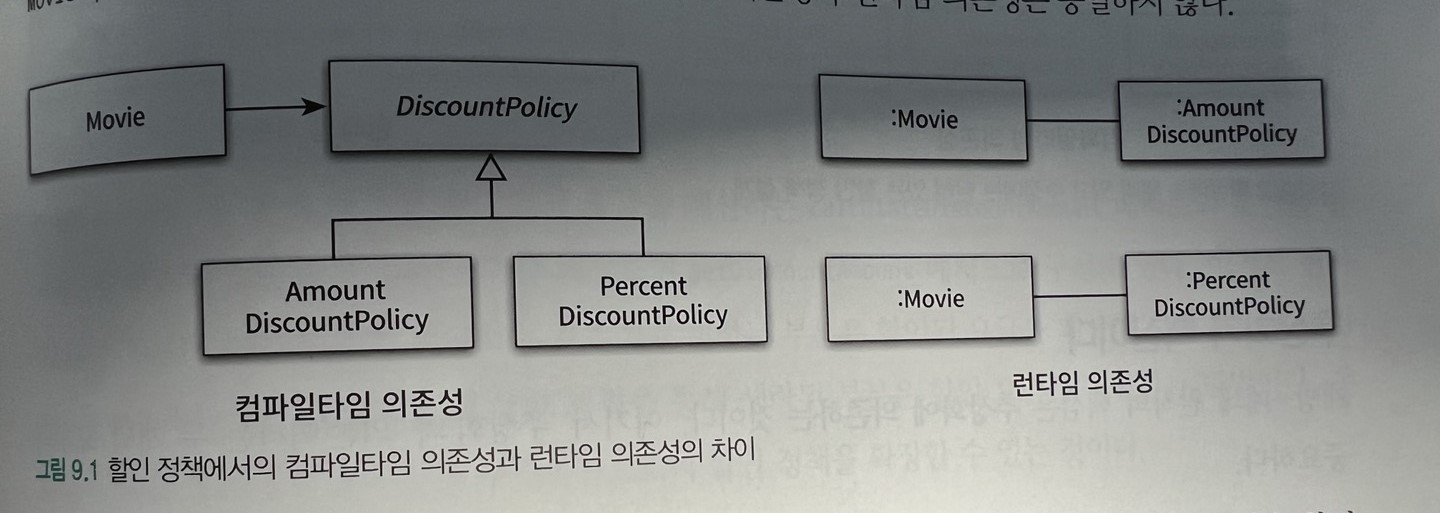 않다.
Movie
DiscountPolicy
Amount
DiscountPolicy
Percent
DiscountPolicy
컴파일타임 의존성
:Movie
:Amount
DiscountPolicy
:Movie
:Percent
DiscountPolicy
런타임 의존성
그림 9.1 할인 정책에서의 컴파일타임 의존성과 런타임 의존성의 차이